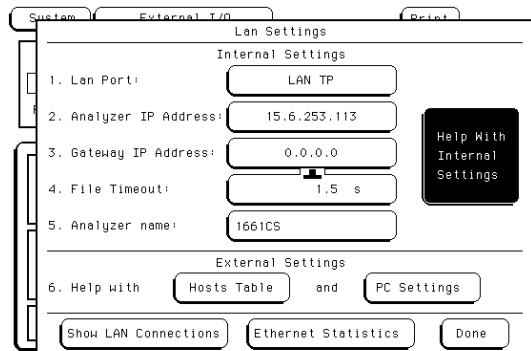 System External I/O Print
Lan Settings
Internal Settings
1. Lan Port: LAN TP
2. Analyzer IP Address: 15.6.253.113
3. Gateway IP Address: 0.0.0.0
4. File Timeout: 1.5 s
5. Analyzer name: 1661CS
Help With
Internal
Settings
External Settings
6. Help with Hosts Table and PC Settings
Show LAN Connections Ethernet Statistics Done